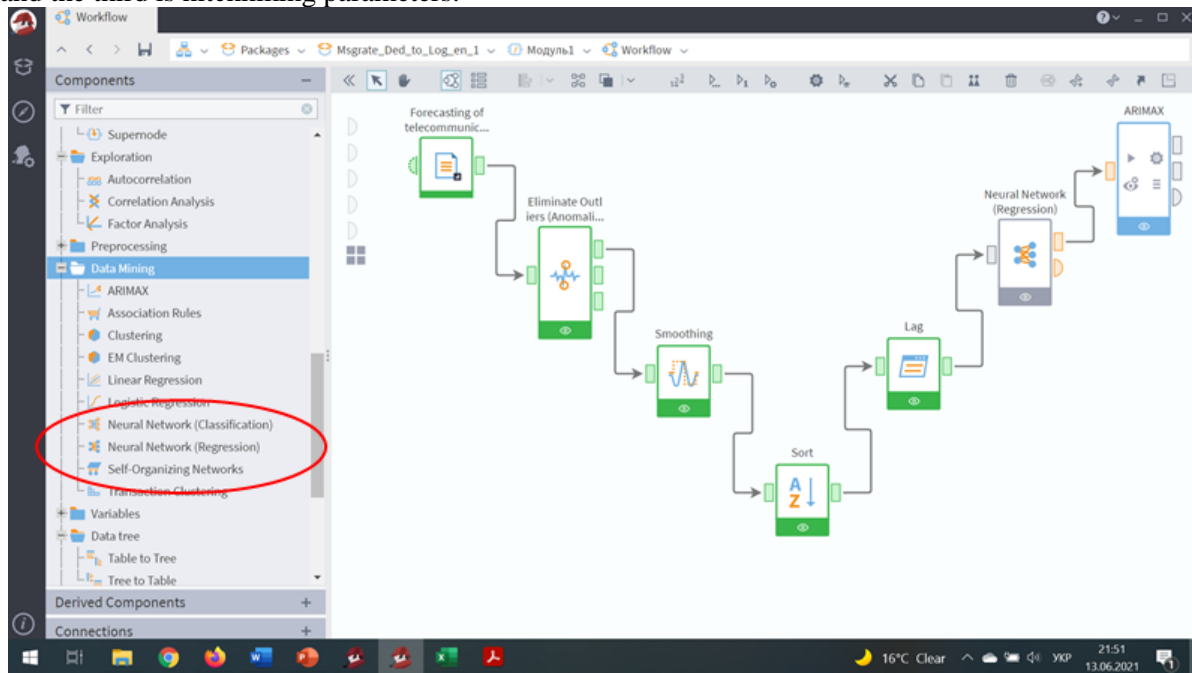 and the third is intermining parameters.
Workflow
Packages
Msgrate_Ded_to_Log_en_1
Модуль1
Workflow
Components
Filter
Supernode
Exploration
Autocorrelation
Correlation Analysis
Factor Analysis
Preprocessing
Data Mining
ARIMAX
Association Rules
Clustering
EM Clustering
Linear Regression
Logistic Regression
Neural Network (Classification)
Neural Network (Regression)
Self-Organizing Networks
Transaction Clustering
Variables
Data tree
Table to Tree
Tree to Table
Derived Components
Connections
Forecasting of
telecommunic...
Eliminate Outl
iers (Anomali...
Smoothing
Sort
A
Z
Lag
Neural Network
(Regression)
ARIMAX
16°C Clear
УКР
21:51
13.06.2021